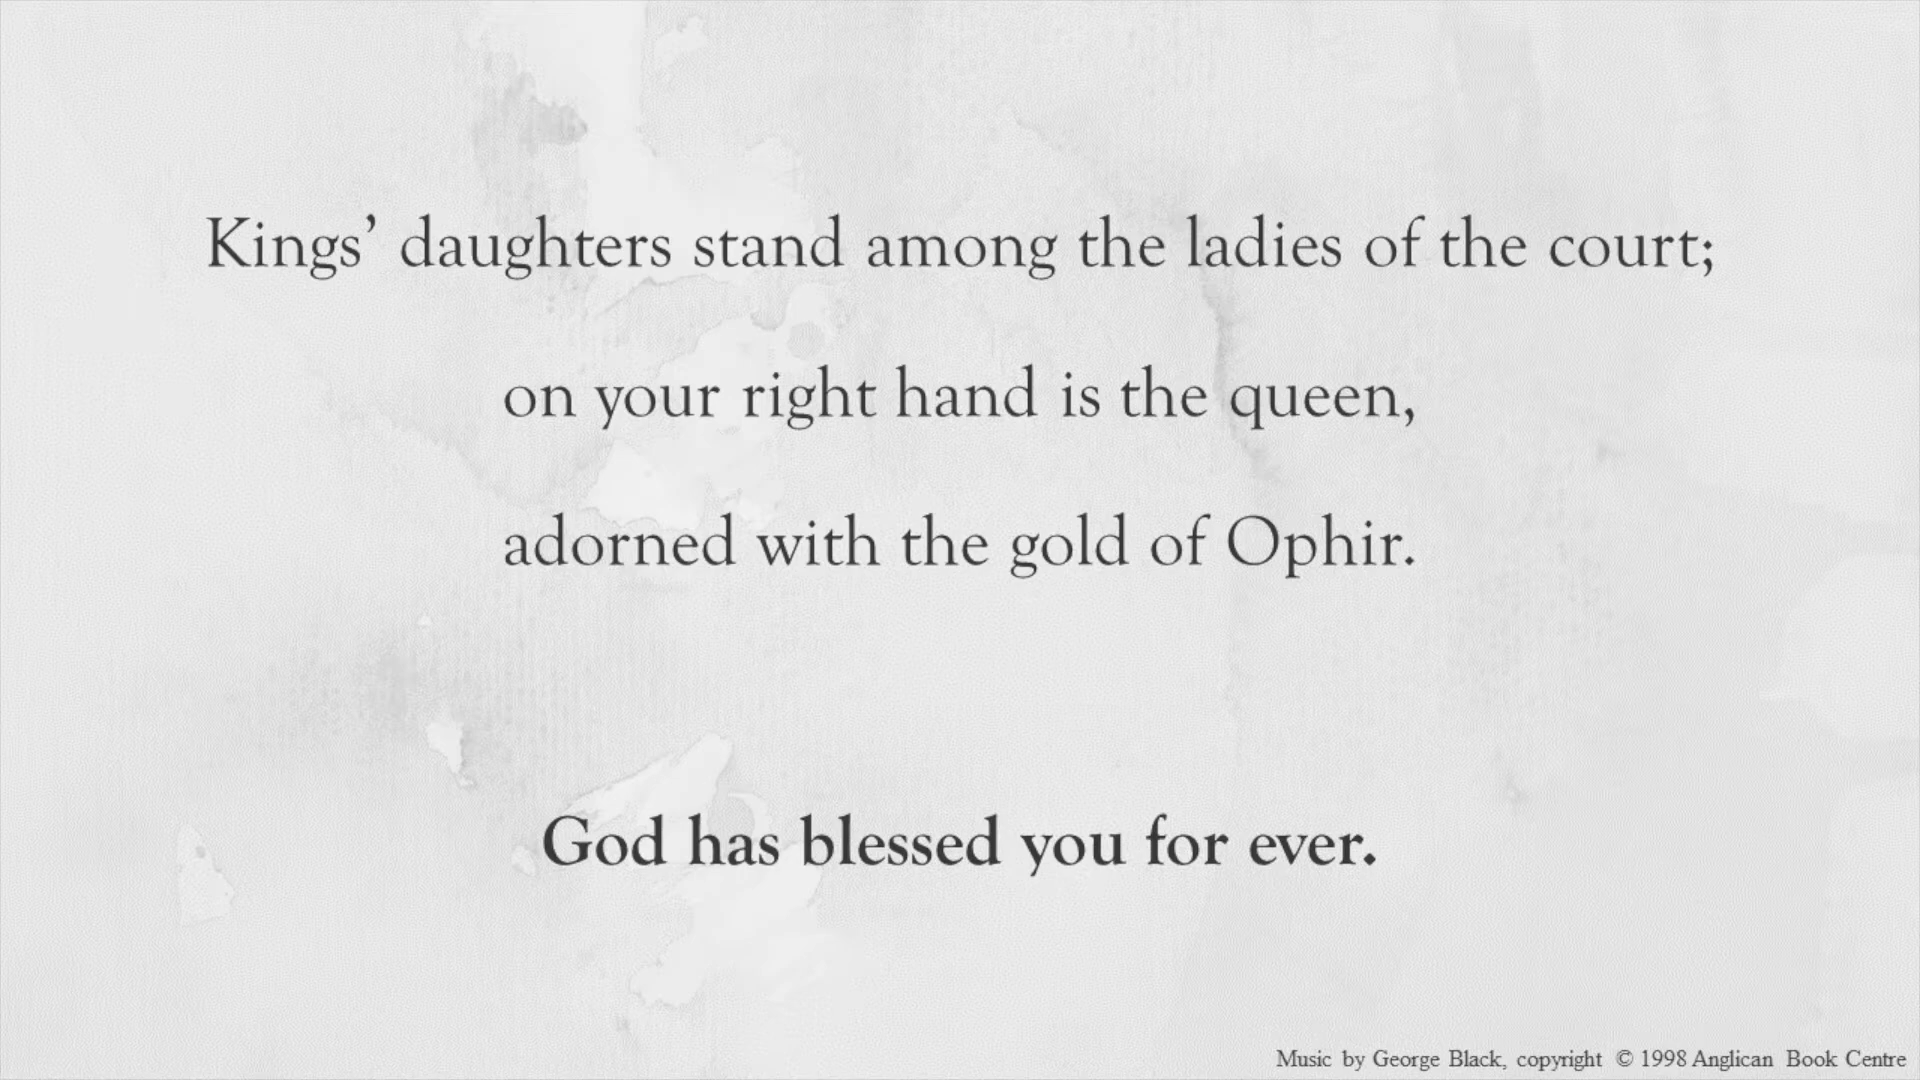 Kings’ daughters stand among the ladies of the court;
on your right hand is the queen,
adorned with the gold of Ophir.
God has blessed you for ever.
Music by George Black, copyright © 1998 Anglican Book Centre